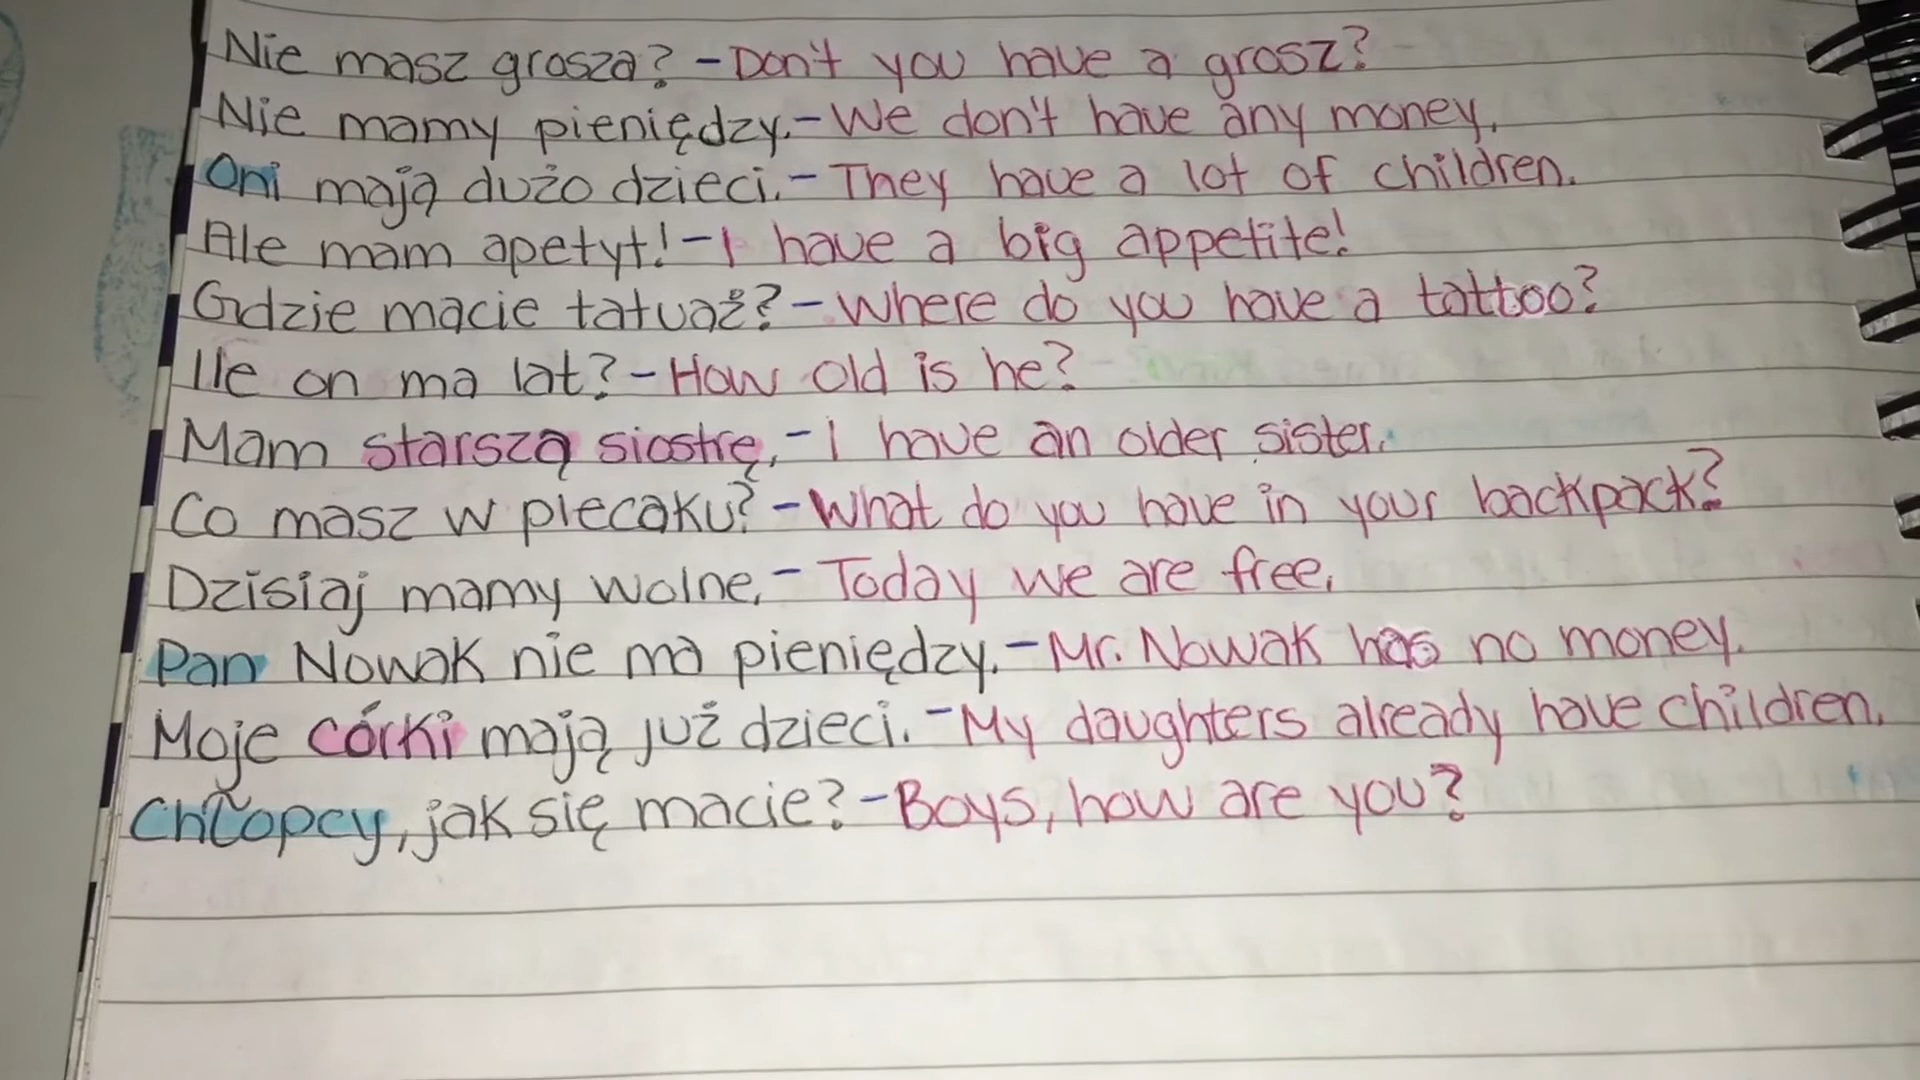 Nie masz grosza? - Don't you have a grosz?
Nie mamy pieniędzy. - We don't have any money.
Oni mają dużo dzieci. - They have a lot of children.
Ale mam apetyt! - I have a big appetite!
Gdzie macie tatuaż? - Where do you have a tattoo?
Ile on ma lat? - How old is he?
Mam starszą siostrę. - I have an older sister.
Co masz w plecaku? - What do you have in your backpack?
Dzisiaj mamy wolne. - Today we are free.
Pan Nowak nie ma pieniędzy. - Mr. Nowak has no money.
Moje córki mają już dzieci. - My daughters already have children.
Chłopcy, jak się macie? - Boys, how are you?